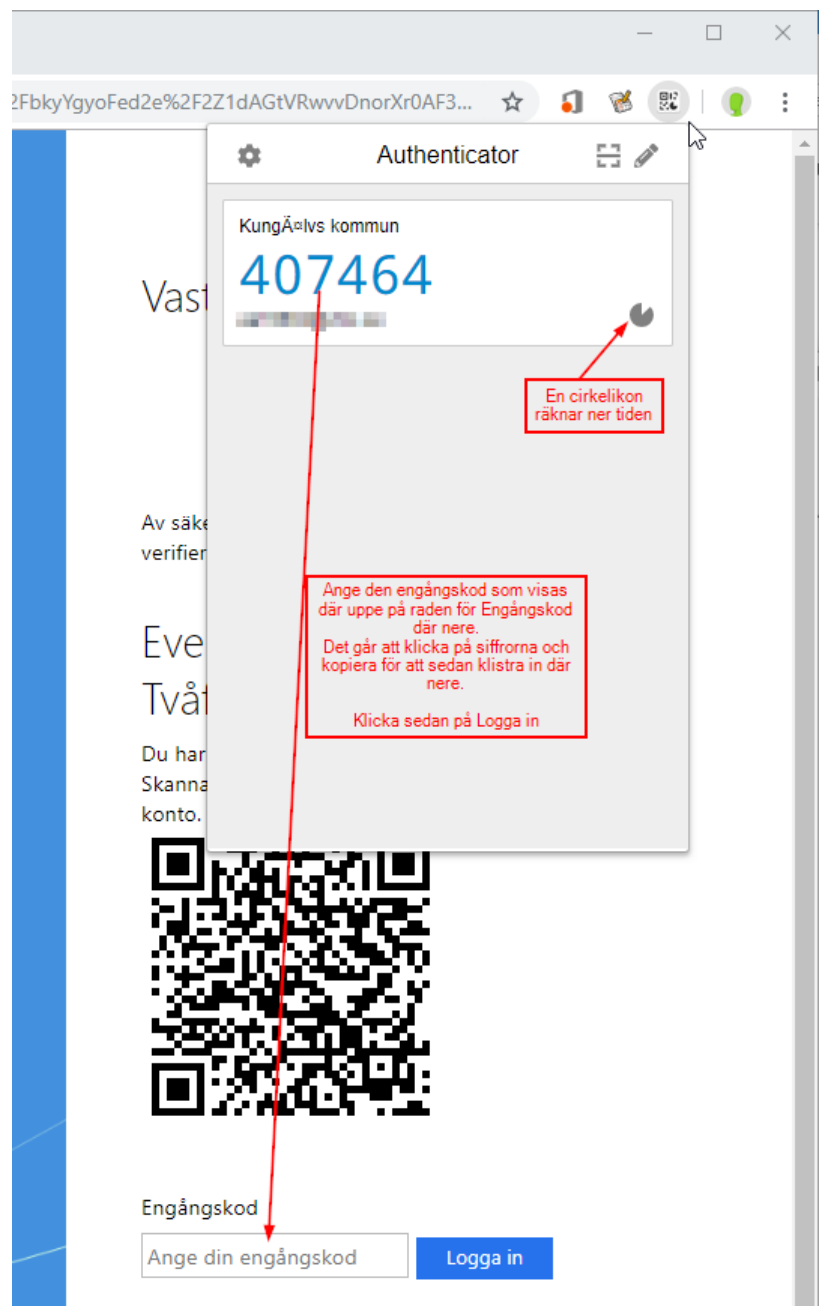 2FbkyYgyoFed2e%2F2Z1dAGtVRwvvDnorXr0AF3...
Authenticator
KungÃ¤lvs kommun
407464
Vast
En cirkelikon
räknar ner tiden
Av säke
verifier
Ange den engångskod som visas
där uppe på raden för Engångskod
där nere.
Det går att klicka på siffrorna och
kopiera för att sedan klistra in där
nere.
Klicka sedan på Logga in
Eve
Tvåf
Du har
Skanna
konto.
Engångskod
Ange din engångskod
Logga in